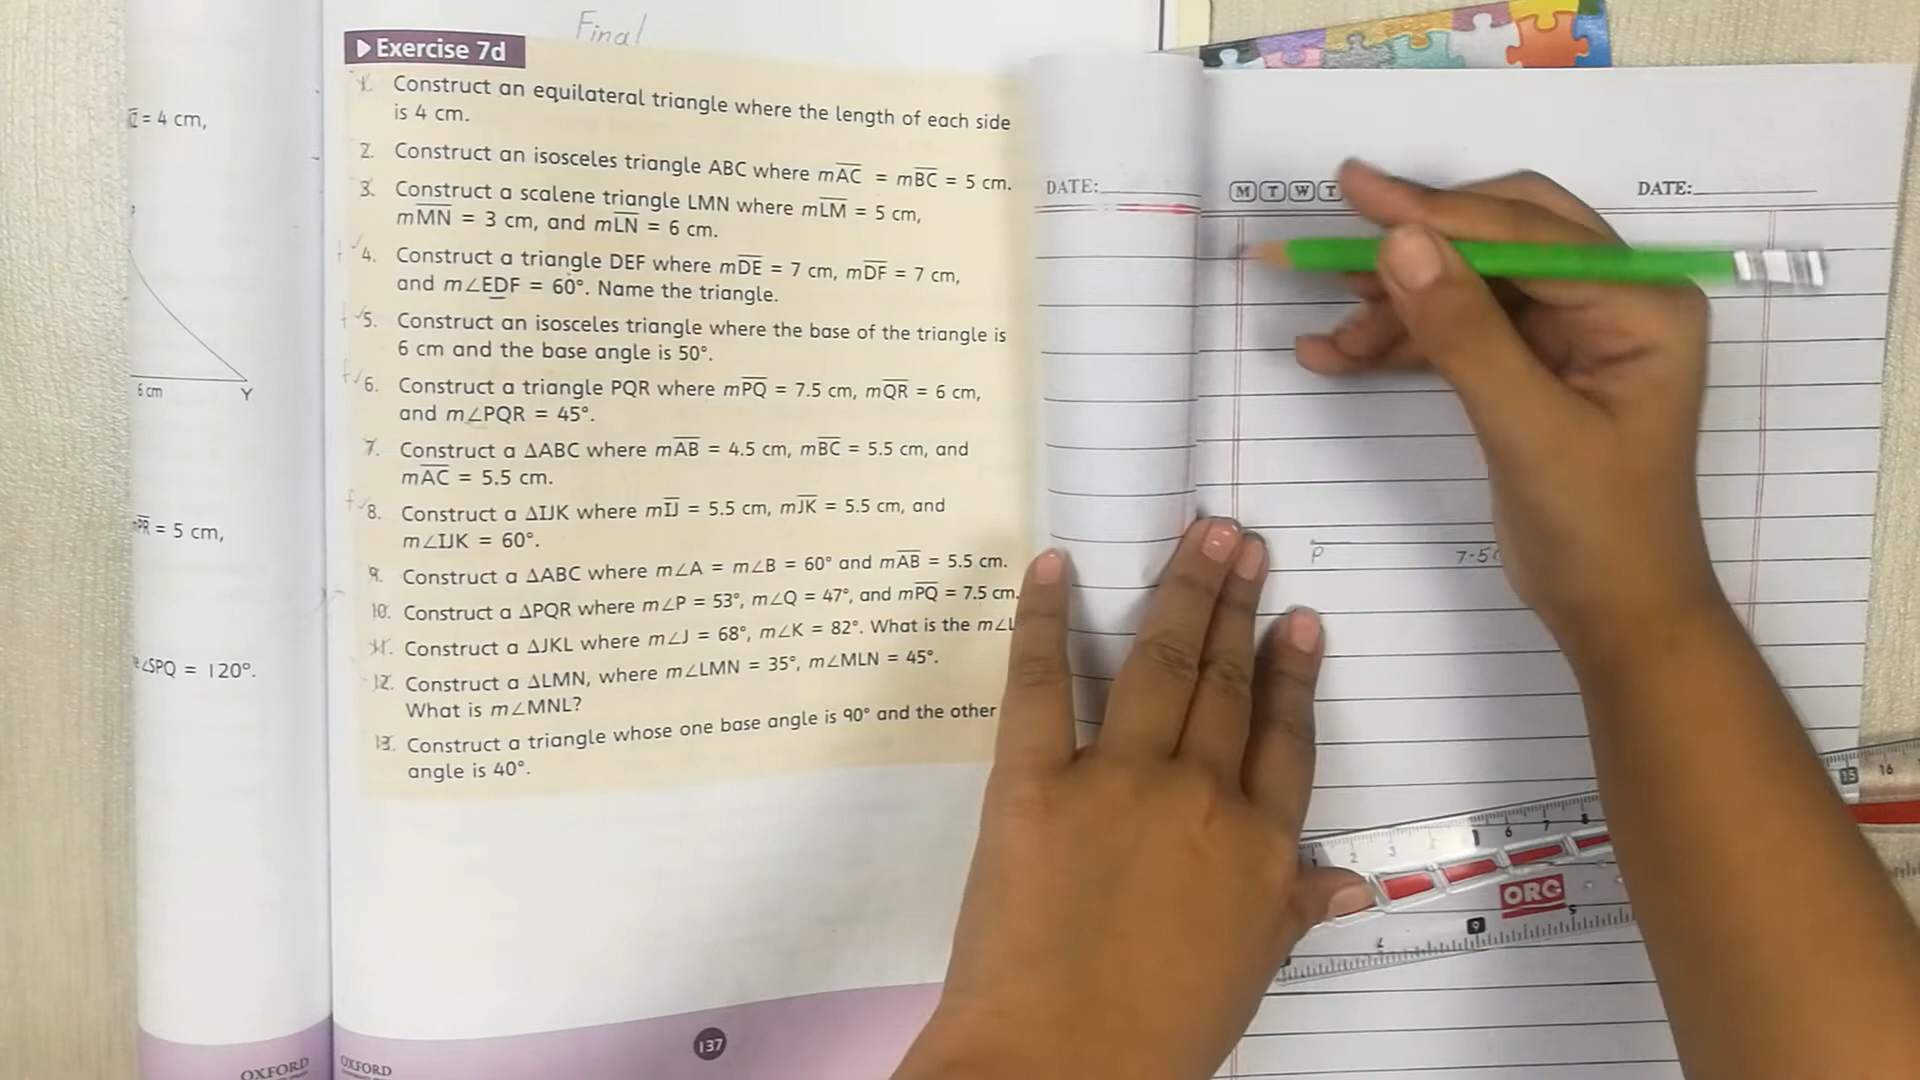 C = 4 cm,
6 cm
Y
PR = 5 cm,
∠SPQ = 120°.
OXFORD
Final
Exercise 7d
1. Construct an equilateral triangle where the length of each side
is 4 cm.
2. Construct an isosceles triangle ABC where mAC = mBC = 5 cm.
3. Construct a scalene triangle LMN where mLM = 5 cm,
mMN = 3 cm, and mLN = 6 cm.
4. Construct a triangle DEF where mDE = 7 cm, mDF = 7 cm,
and m∠EDF = 60°. Name the triangle.
5. Construct an isosceles triangle where the base of the triangle is
6 cm and the base angle is 50°.
6. Construct a triangle PQR where mPQ = 7.5 cm, mQR = 6 cm,
and m∠PQR = 45°.
7. Construct a ΔABC where mAB = 4.5 cm, mBC = 5.5 cm, and
mAC = 5.5 cm.
8. Construct a ΔIJK where mIJ = 5.5 cm, mJK = 5.5 cm, and
m∠IJK = 60°.
9. Construct a ΔABC where m∠A = m∠B = 60° and mAB = 5.5 cm.
10. Construct a ΔPQR where m∠P = 53°, m∠Q = 47°, and mPQ = 7.5 cm.
11. Construct a ΔJKL where m∠J = 68°, m∠K = 82°. What is the m∠L
12. Construct a ΔLMN, where m∠LMN = 35°, m∠MLN = 45°.
What is m∠MNL?
13. Construct a triangle whose one base angle is 90° and the other
angle is 40°.
137
OXFORD
DATE:
M T W T
DATE:
P 7.5
2 3 6 7 8
ORO
15 16